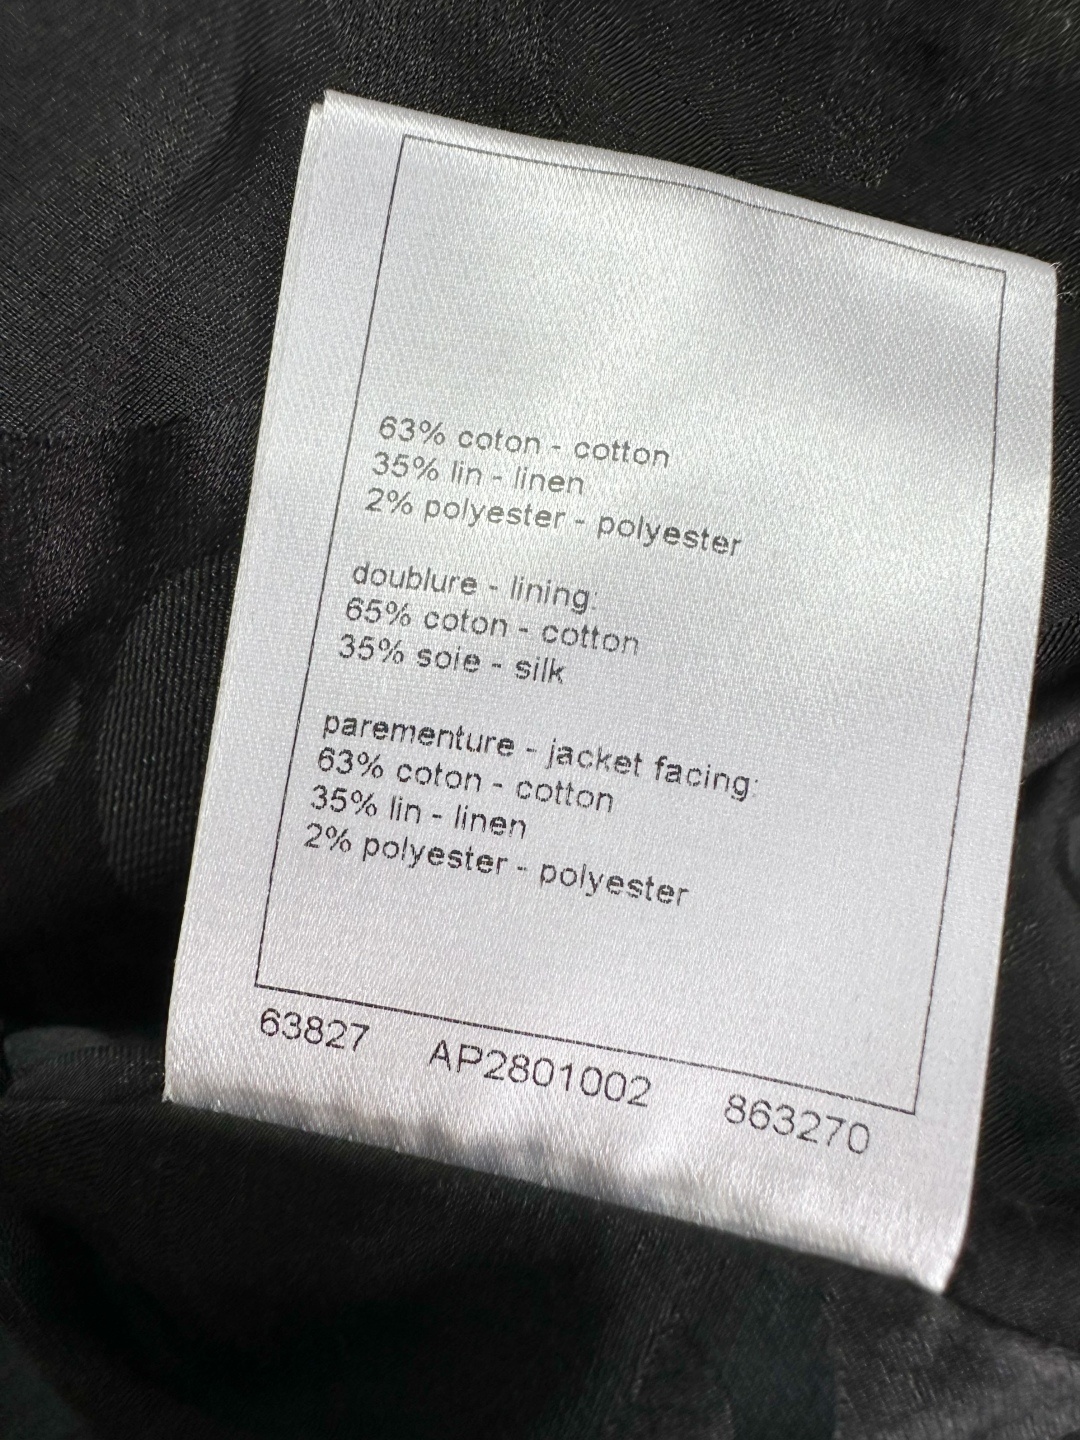 63% coton - cotton
35% lin - linen
2% polyester - polyester
doublure - lining:
65% coton - cotton
35% soie - silk
parementure - jacket facing:
63% coton - cotton
35% lin - linen
2% polyester - polyester
63827 AP2801002 863270